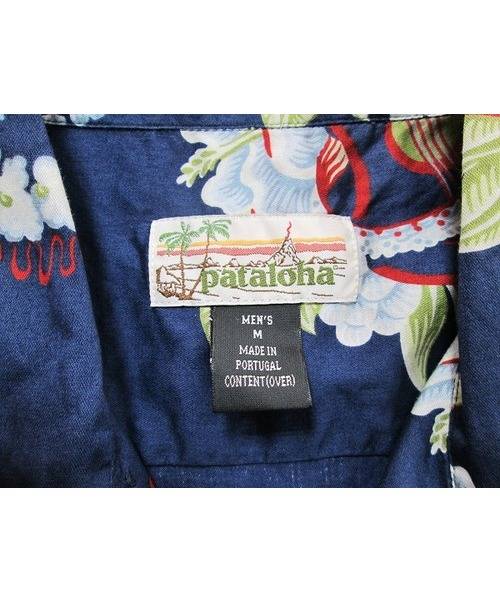 pataloha
MEN'S
M
MADE IN
PORTUGAL
CONTENT(OVER)